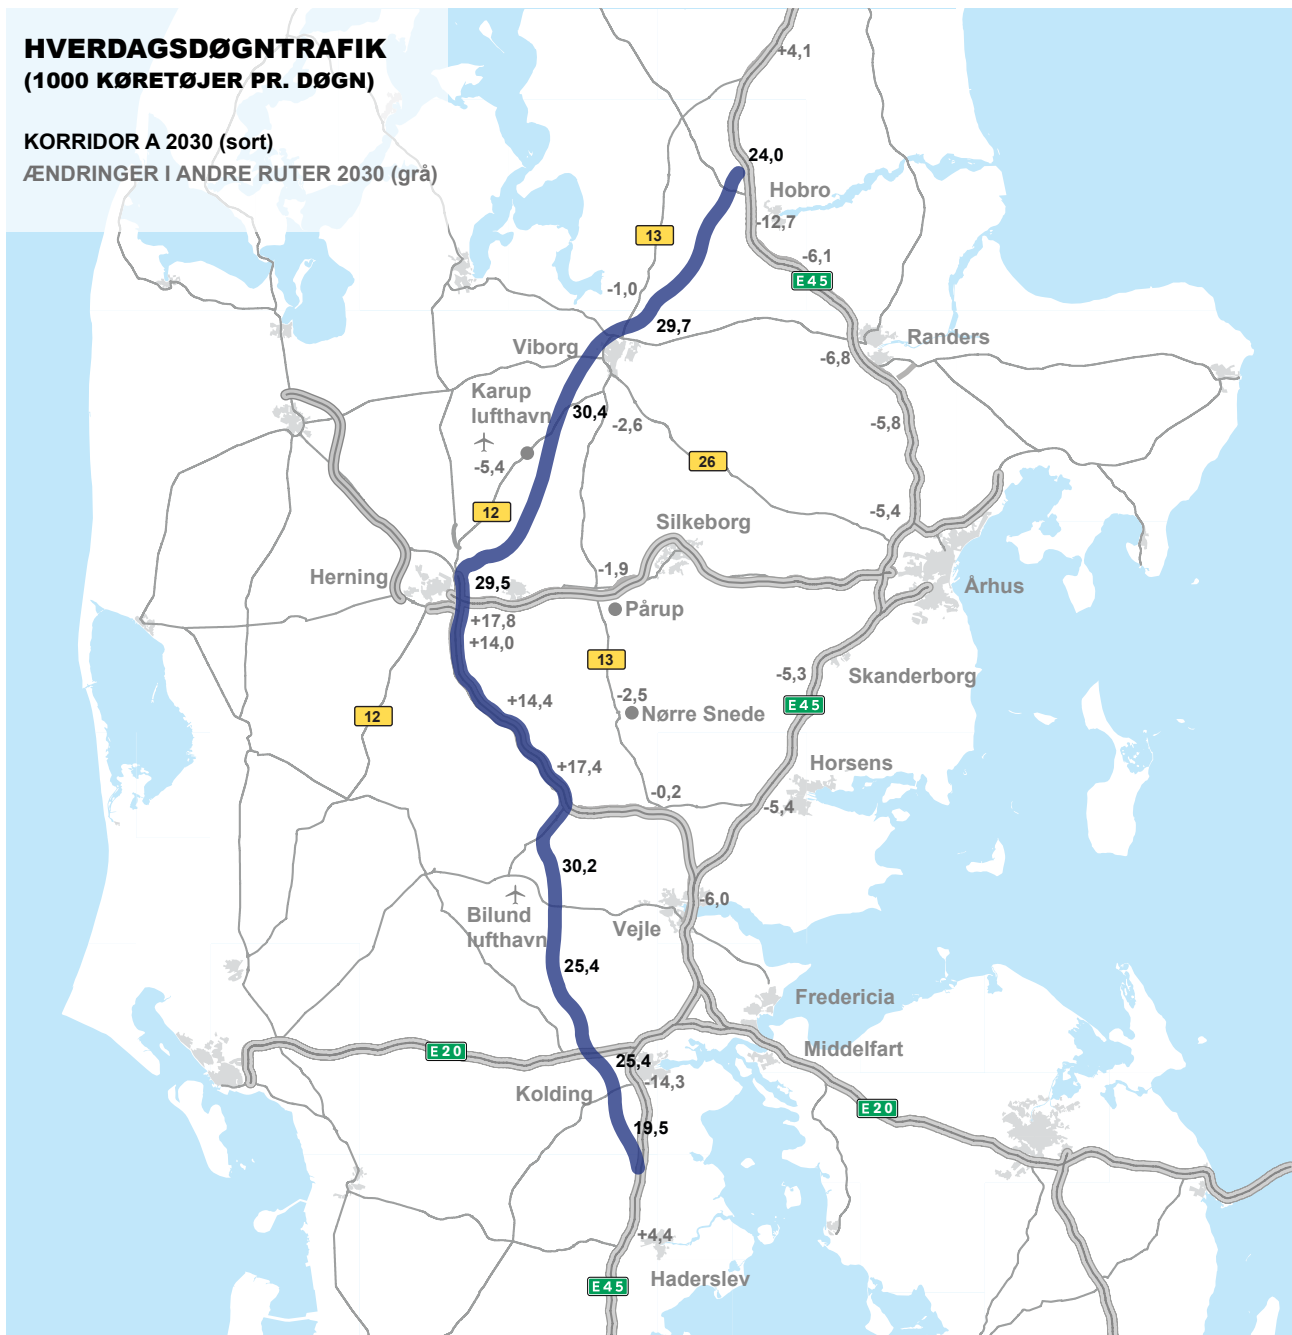 HVERDAGSDØGNTRAFIK
(1000 KØRETØJER PR. DØGN)
KORRIDOR A 2030 (sort)
ÆNDRINGER I ANDRE RUTER 2030 (grå)
+4,1
24,0
Hobro
-12,7
13
-6,1
E45
-1,0
29,7
Randers
Viborg
-6,8
Karup
lufthavn
30,4
-2,6
-5,8
-5,4
26
12
-5,4
Silkeborg
Herning
29,5
-1,9
Århus
Pårup
+17,8
+14,0
13
-5,3
Skanderborg
-2,5
+14,4
E45
Nørre Snede
12
Horsens
+17,4
-0,2
-5,4
30,2
-6,0
Bilund
lufthavn
Vejle
25,4
Fredericia
E20
Middelfart
25,4
-14,3
Kolding
E20
19,5
+4,4
Haderslev
E45